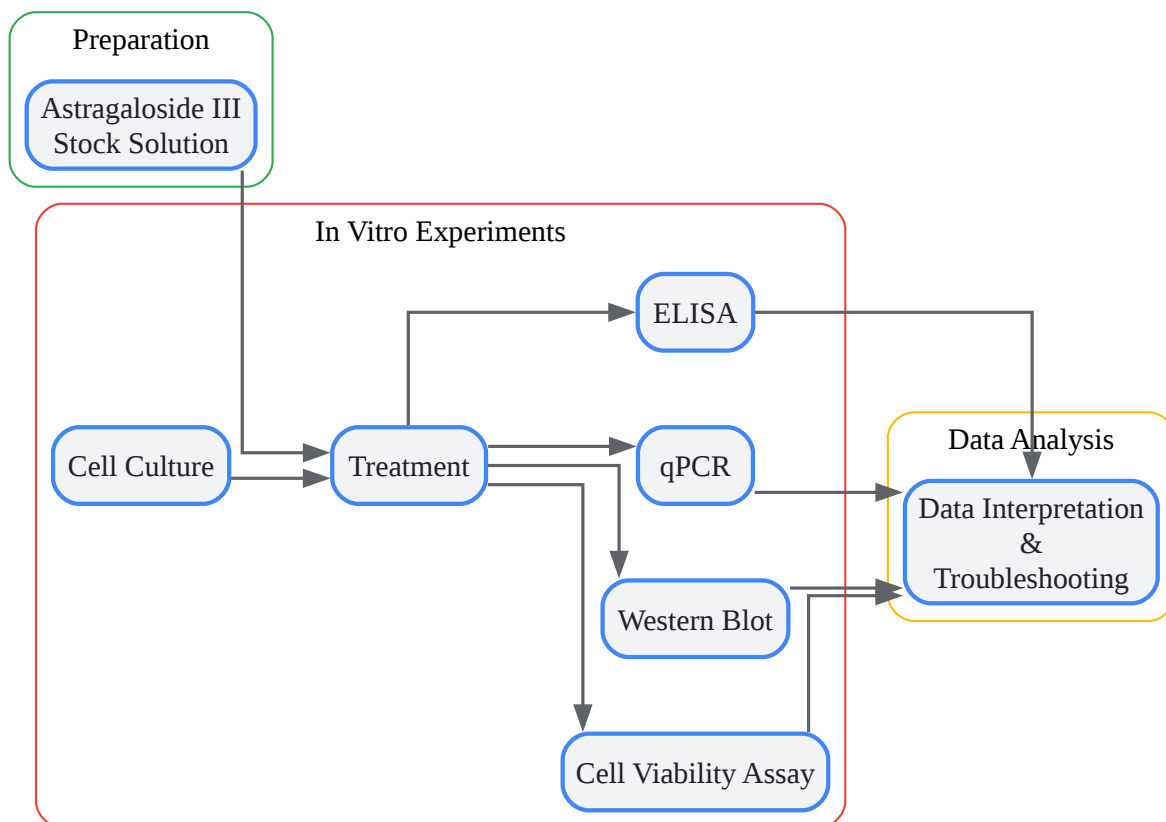 Preparation
Astragaloside III
Stock Solution
In Vitro Experiments
ELISA
Cell Culture
Treatment
qPCR
Western Blot
Cell Viability Assay
Data Analysis
Data Interpretation
&
Troubleshooting